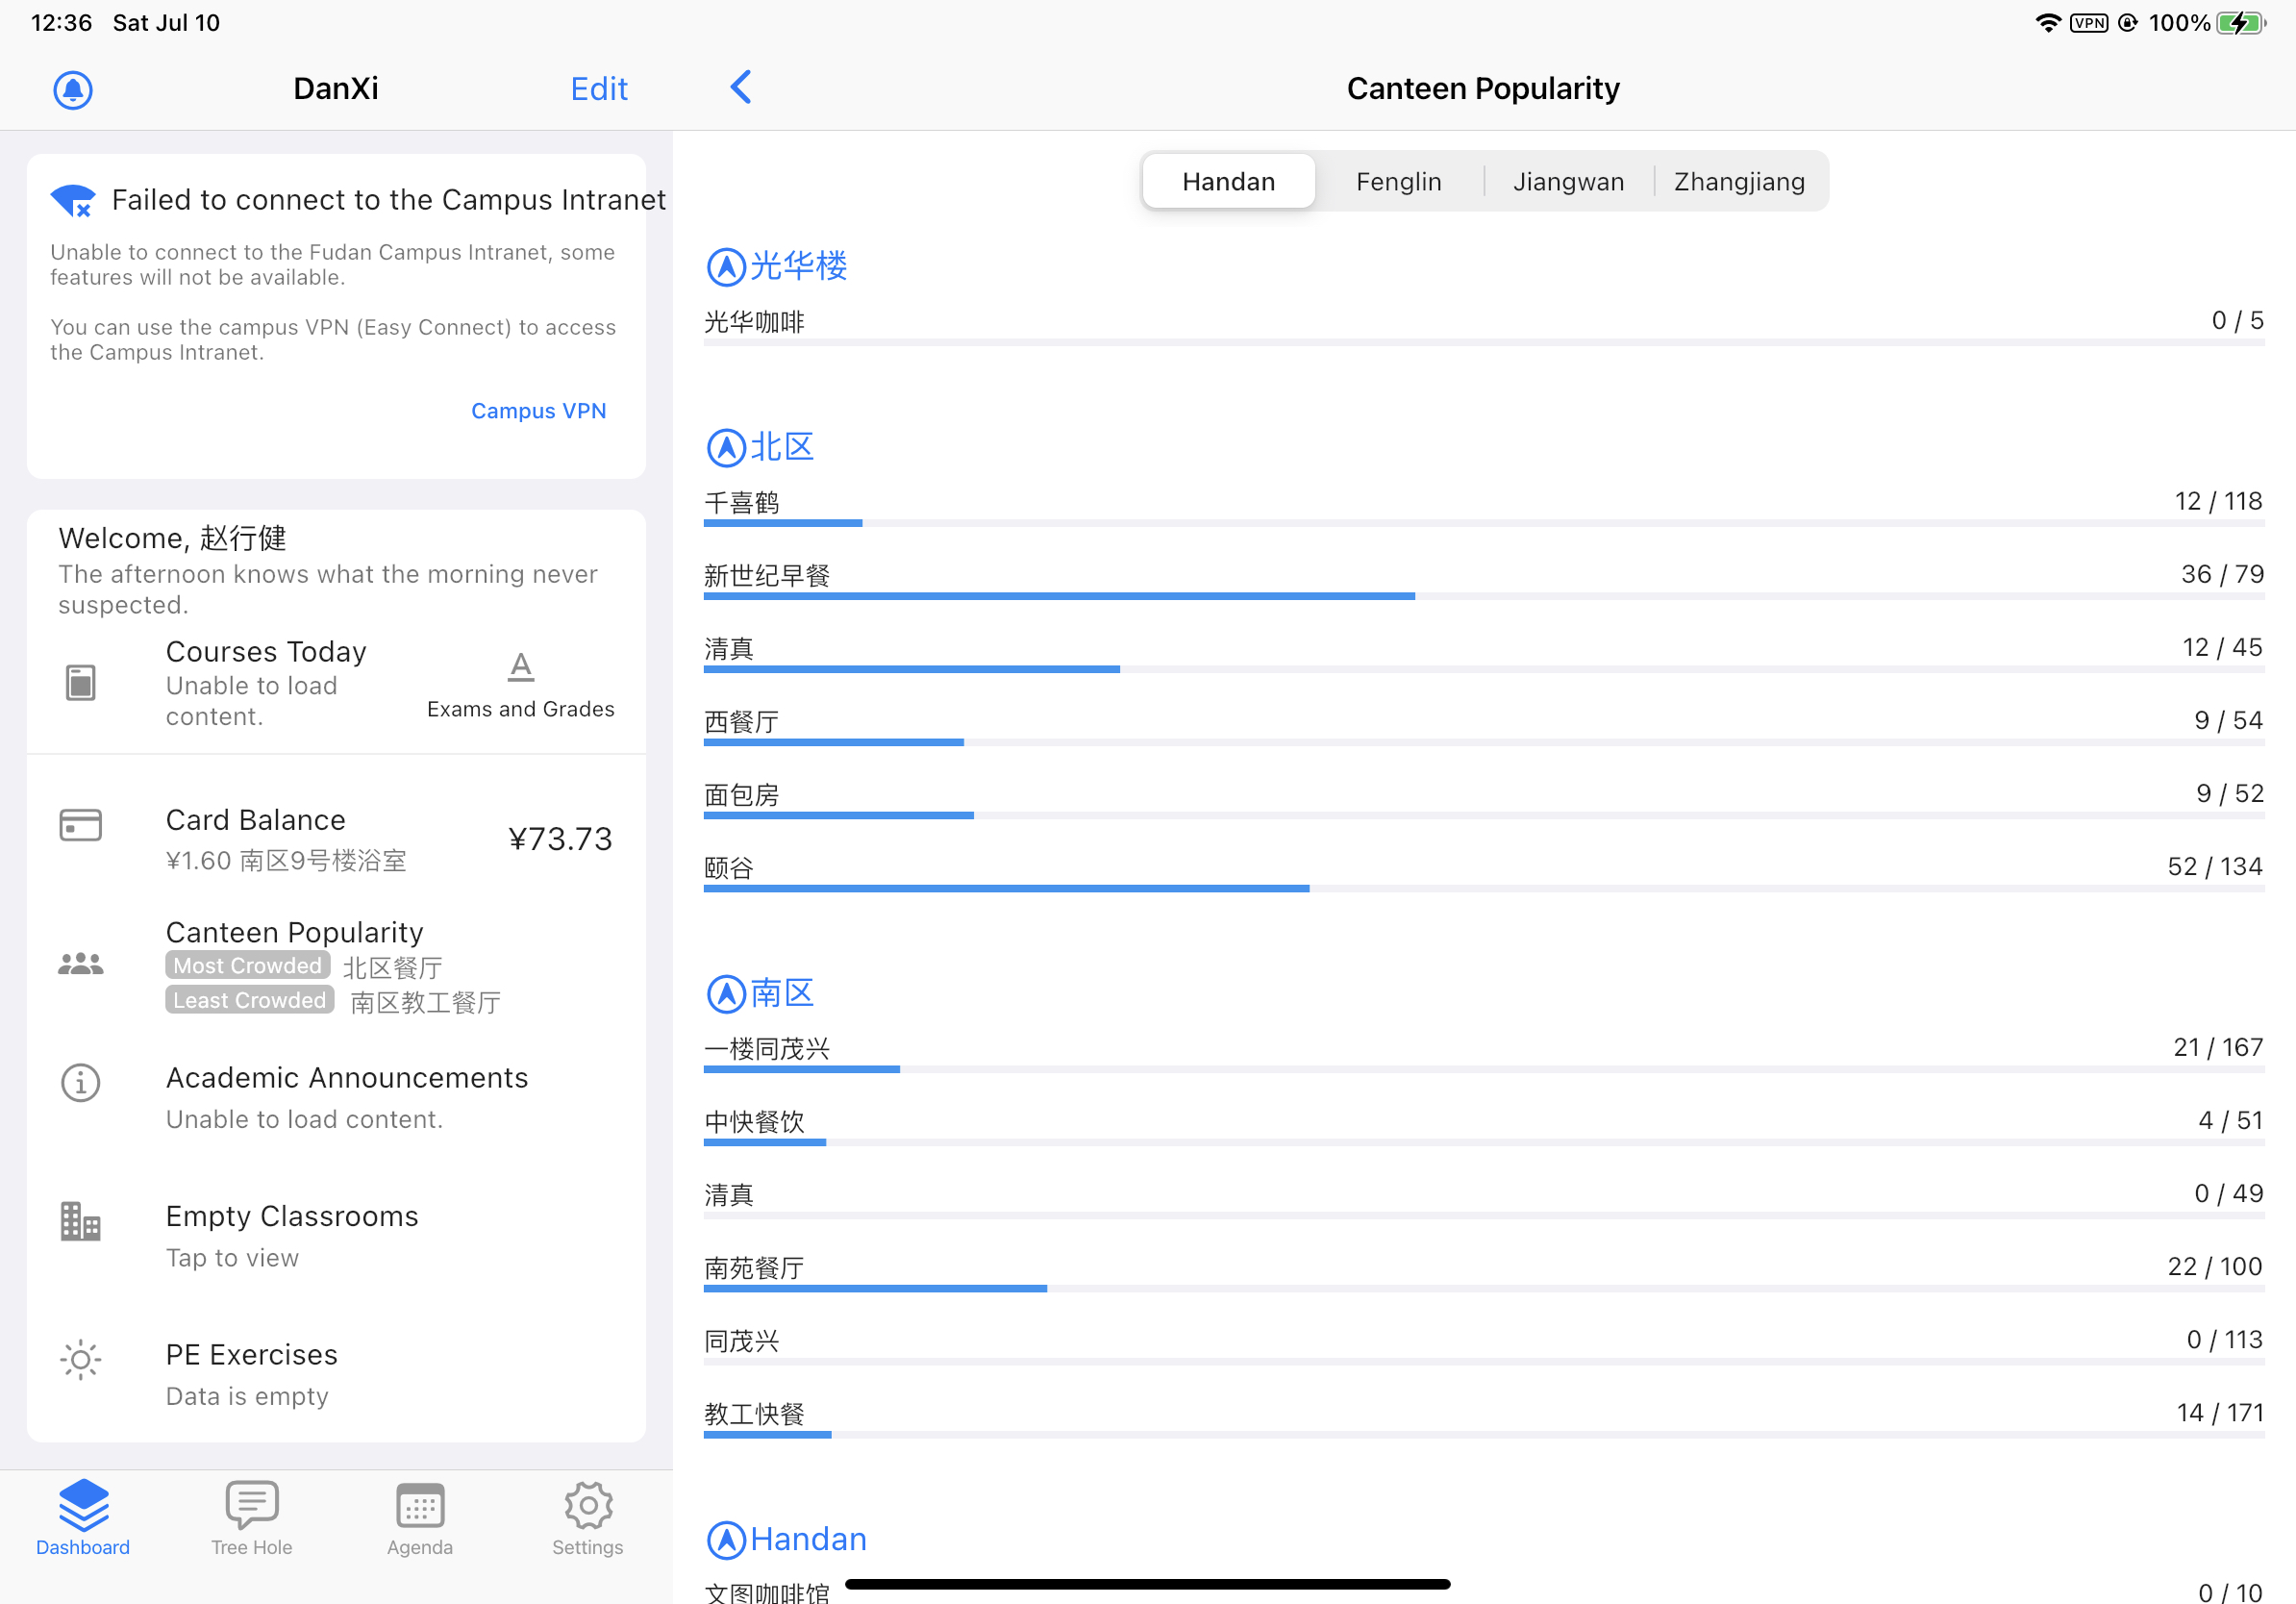 12:36 Sat Jul 10
VPN 100%
DanXi
Edit
Failed to connect to the Campus Intranet
Unable to connect to the Fudan Campus Intranet, some
features will not be available.
You can use the campus VPN (Easy Connect) to access
the Campus Intranet.
Campus VPN
Welcome, 赵行健
The afternoon knows what the morning never
suspected.
Courses Today
Unable to load
content.
A
Exams and Grades
Card Balance
¥1.60 南区9号楼浴室
¥73.73
Canteen Popularity
Most Crowded 北区餐厅
Least Crowded 南区教工餐厅
Academic Announcements
Unable to load content.
Empty Classrooms
Tap to view
PE Exercises
Data is empty
Dashboard
Tree Hole
Agenda
Settings
Canteen Popularity
Handan
Fenglin
Jiangwan
Zhangjiang
光华楼
光华咖啡 0 / 5
北区
千喜鹤 12 / 118
新世纪早餐 36 / 79
清真 12 / 45
西餐厅 9 / 54
面包房 9 / 52
颐谷 52 / 134
南区
一楼同茂兴 21 / 167
中快餐饮 4 / 51
清真 0 / 49
南苑餐厅 22 / 100
同茂兴 0 / 113
教工快餐 14 / 171
Handan
文图咖啡馆 0 / 10